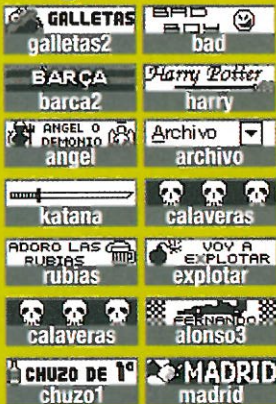 GALLETAS
galletas2
BAD
BOY
bad
BARÇA
barca2
Harry Potter
harry
ANGEL O
DEMONIO
angel
Archivo
archivo
katana
calaveras
ADORO LAS
RUBIAS
rubias
VOY A
EXPLOTAR
explotar
calaveras
FERNANDO
alonso3
CHUZO DE 1º
chuzo1
MADRID
madrid